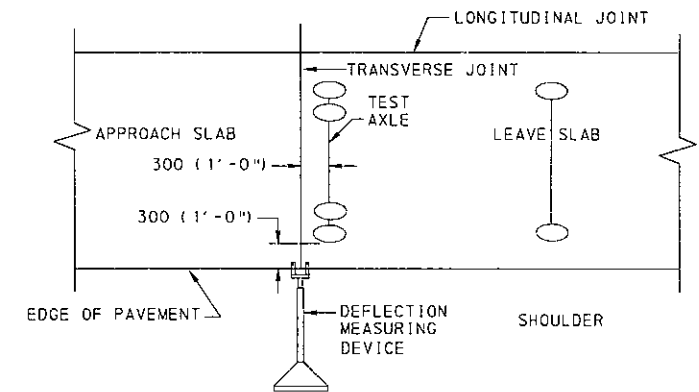 LONGITUDINAL JOINT
TRANSVERSE JOINT
TEST
AXLE
APPROACH SLAB
LEAVE SLAB
300 (1'-0")
300 (1'-0")
EDGE OF PAVEMENT
DEFLECTION
MEASURING
DEVICE
SHOULDER